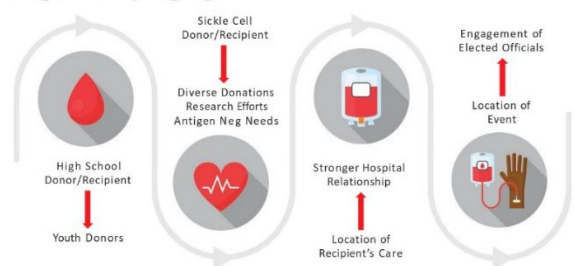 High School
Donor/Recipient
Youth Donors
Sickle Cell
Donor/Recipient
Diverse Donations
Research Efforts
Antigen Neg Needs
Stronger Hospital
Relationship
Location of
Recipient's Care
Engagement of
Elected Officials
Location of
Event